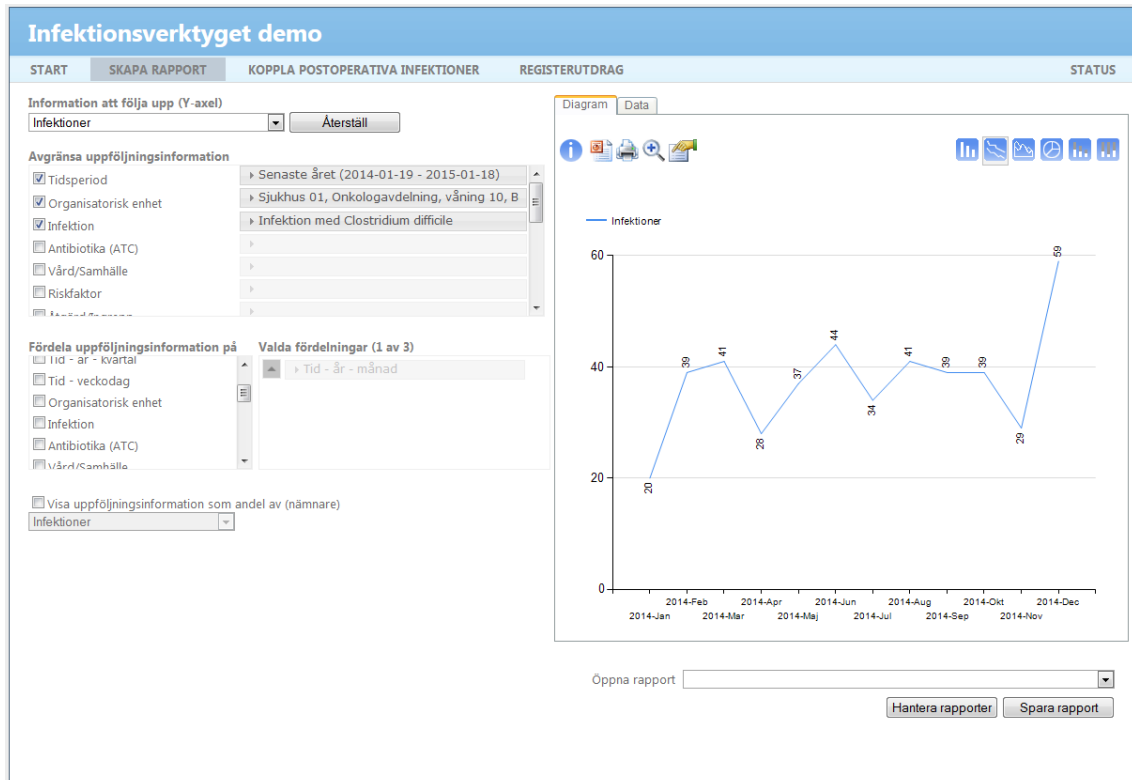 Infektionsverktyget demo
START SKAPA RAPPORT KOPPLA POSTOPERATIVA INFEKTIONER REGISTERUTDRAG STATUS
Information att följa upp (Y-axel)
Infektioner Återställ
Avgränsa uppföljningsinformation
Tidsperiod Senaste året (2014-01-19 - 2015-01-18)
Organisatorisk enhet Sjukhus 01, Onkologavdelning, våning 10, B
Infektion Infektion med Clostridium difficile
Antibiotika (ATC)
Vård/Samhälle
Riskfaktor
Fördela uppföljningsinformation på
Tid - år - kvartal
Tid - veckodag
Organisatorisk enhet
Infektion
Antibiotika (ATC)
Vård/Samhälle
Valda fördelningar (1 av 3)
Tid - år - månad
Visa uppföljningsinformation som andel av (nämnare)
Infektioner
Diagram Data
Infektioner
60
40
20
0
20
39
41
28
37
44
34
41
39
39
29
59
2014-Jan
2014-Feb
2014-Mar
2014-Apr
2014-Maj
2014-Jun
2014-Jul
2014-Aug
2014-Sep
2014-Okt
2014-Nov
2014-Dec
Öppna rapport
Hantera rapporter Spara rapport